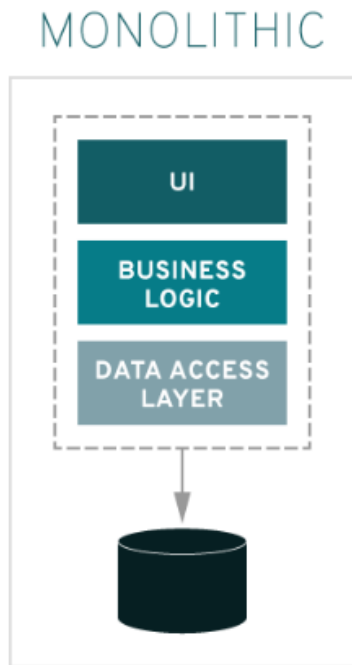 MONOLITHIC
UI
BUSINESS
LOGIC
DATA ACCESS
LAYER